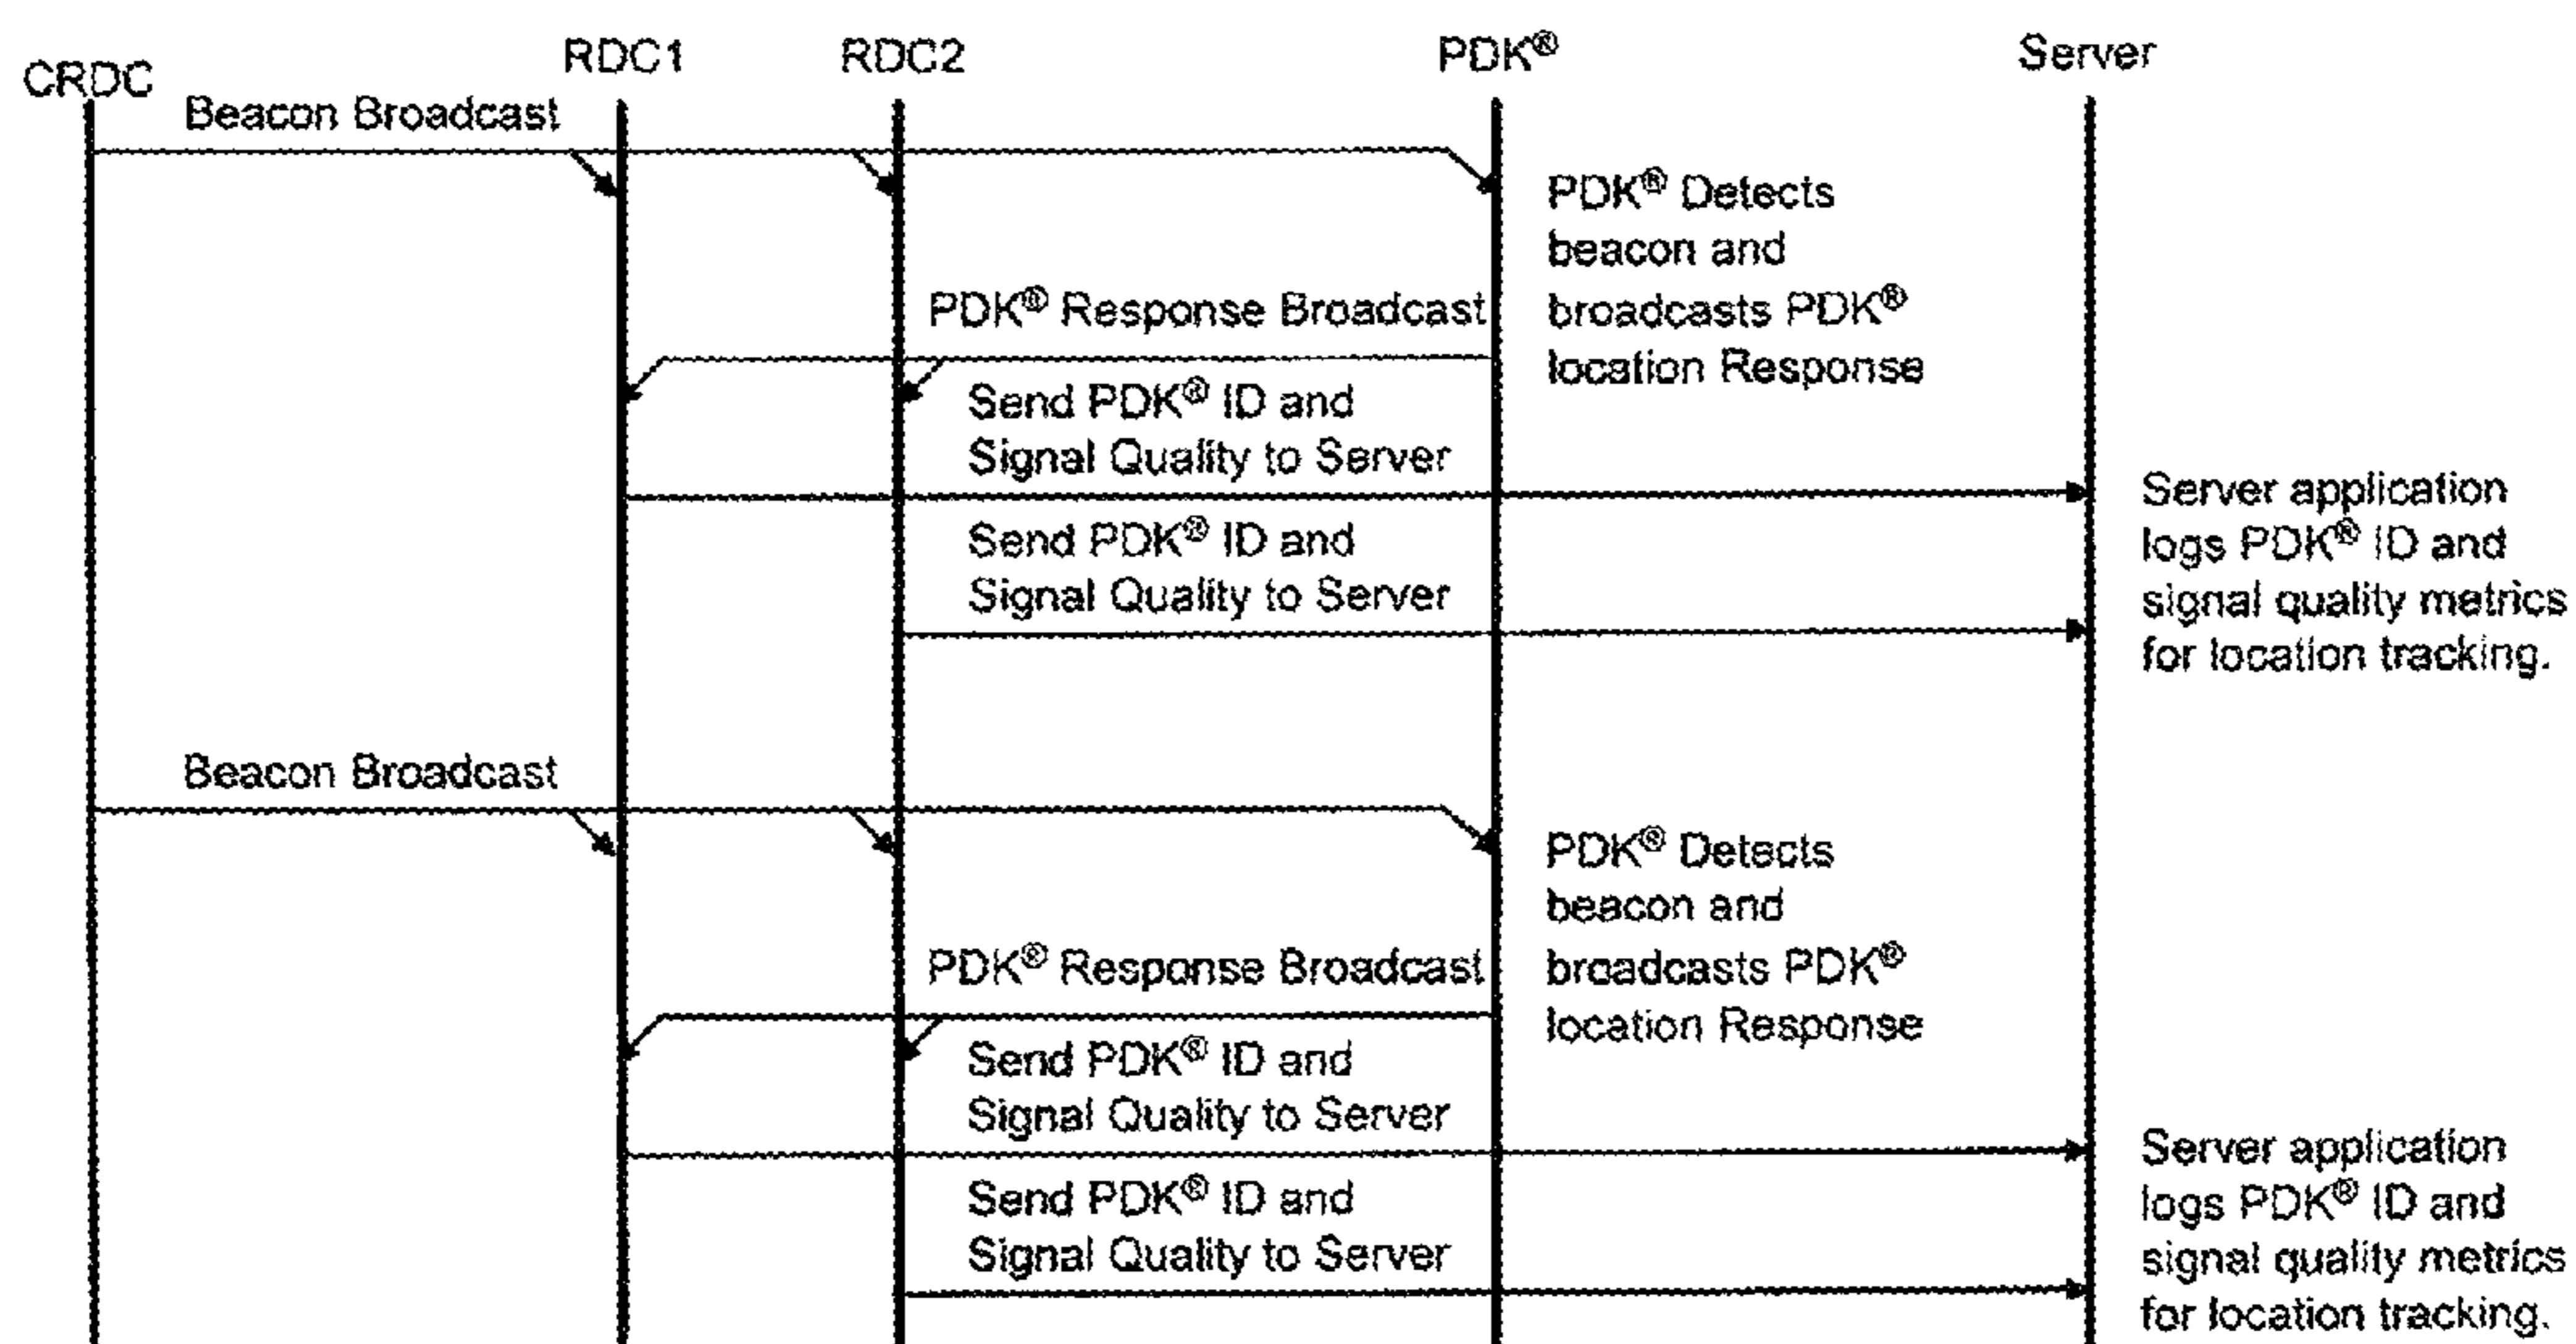 CRDC
RDC1
RDC2
PDK®
Server
Beacon Broadcast
PDK® Detects
beacon and
broadcasts PDK®
location Response
PDK® Response Broadcast
Send PDK® ID and
Signal Quality to Server
Send PDK® ID and
Signal Quality to Server
Server application
logs PDK® ID and
signal quality metrics
for location tracking.
Beacon Broadcast
PDK® Detects
beacon and
broadcasts PDK®
location Response
PDK® Response Broadcast
Send PDK® ID and
Signal Quality to Server
Send PDK® ID and
Signal Quality to Server
Server application
logs PDK® ID and
signal quality metrics
for location tracking.